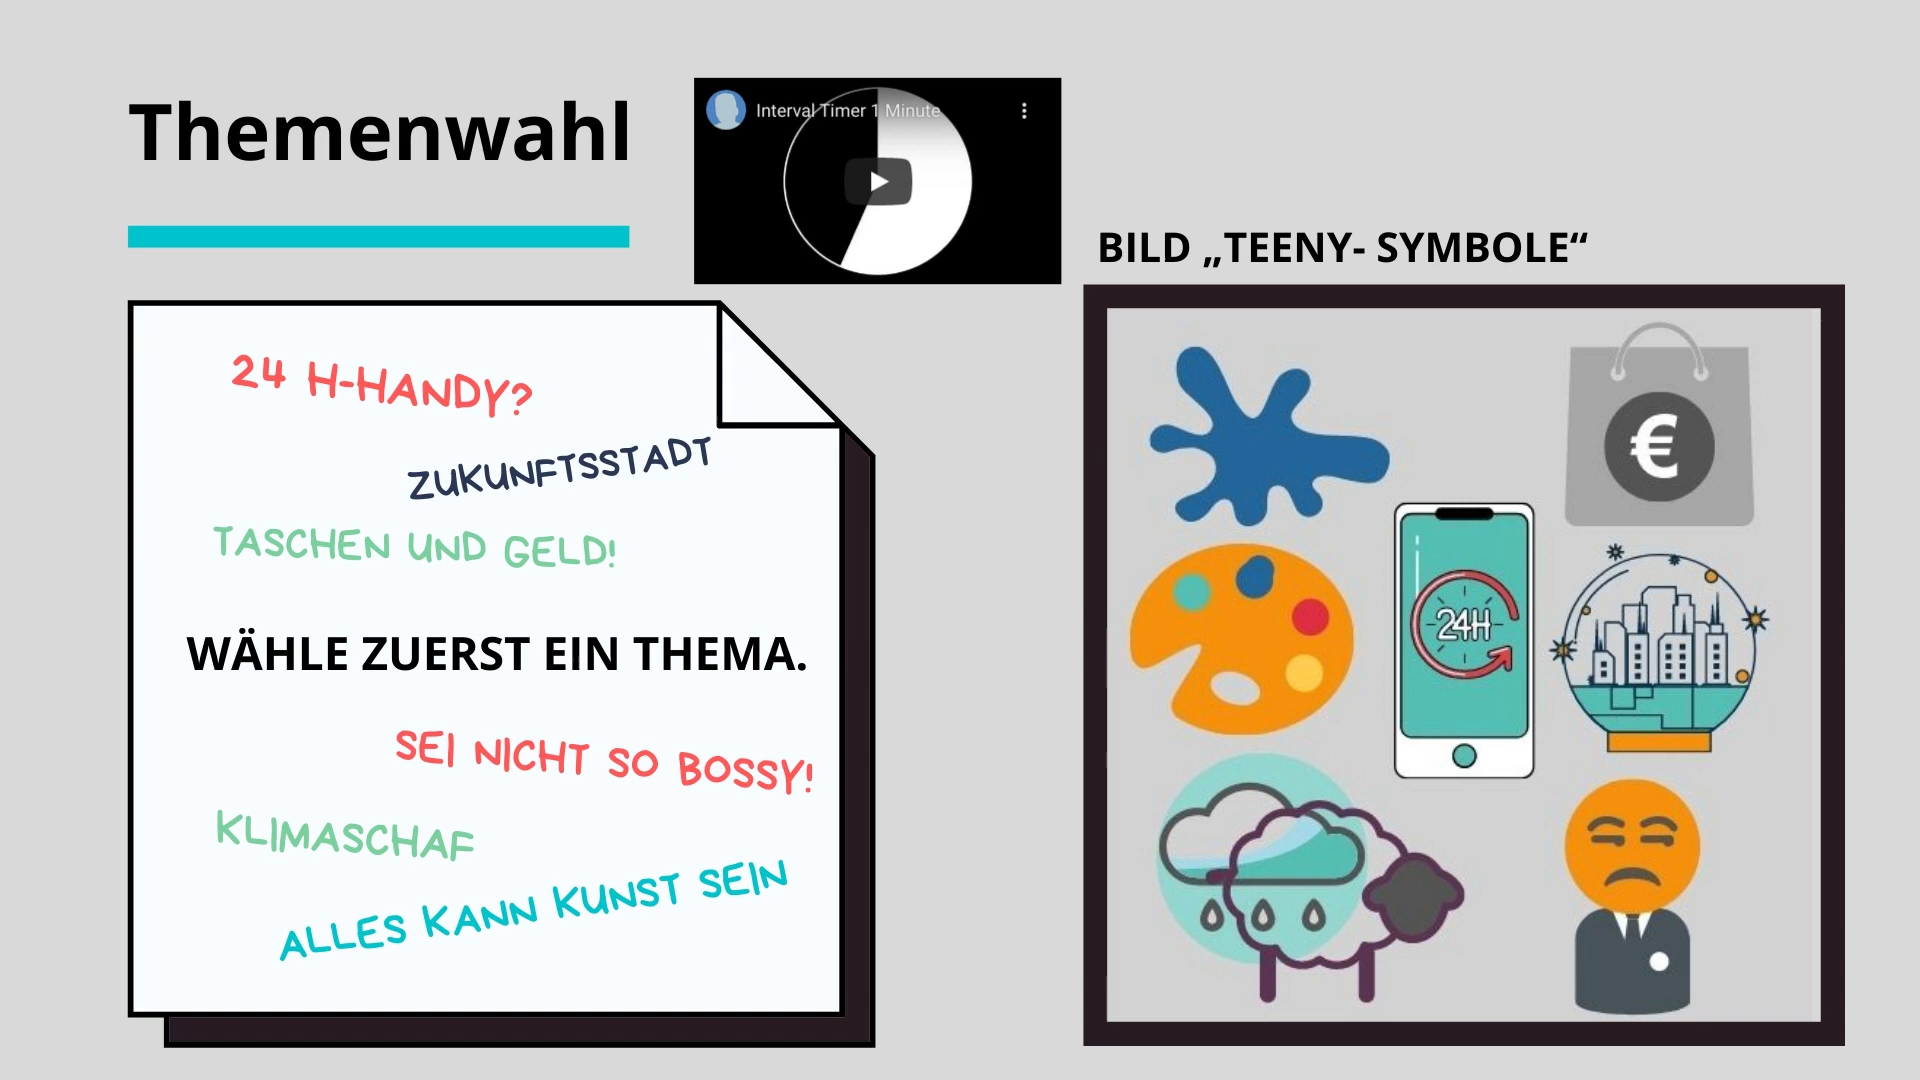 Themenwahl
Interval Timer 1 Minute
BILD „TEENY- SYMBOLE“
24 H-HANDY?
ZUKUNFTSSTADT
TASCHEN UND GELD!
WÄHLE ZUERST EIN THEMA.
SEI NICHT SO BOSSY!
KLIMASCHAF
ALLES KANN KUNST SEIN
€
24H